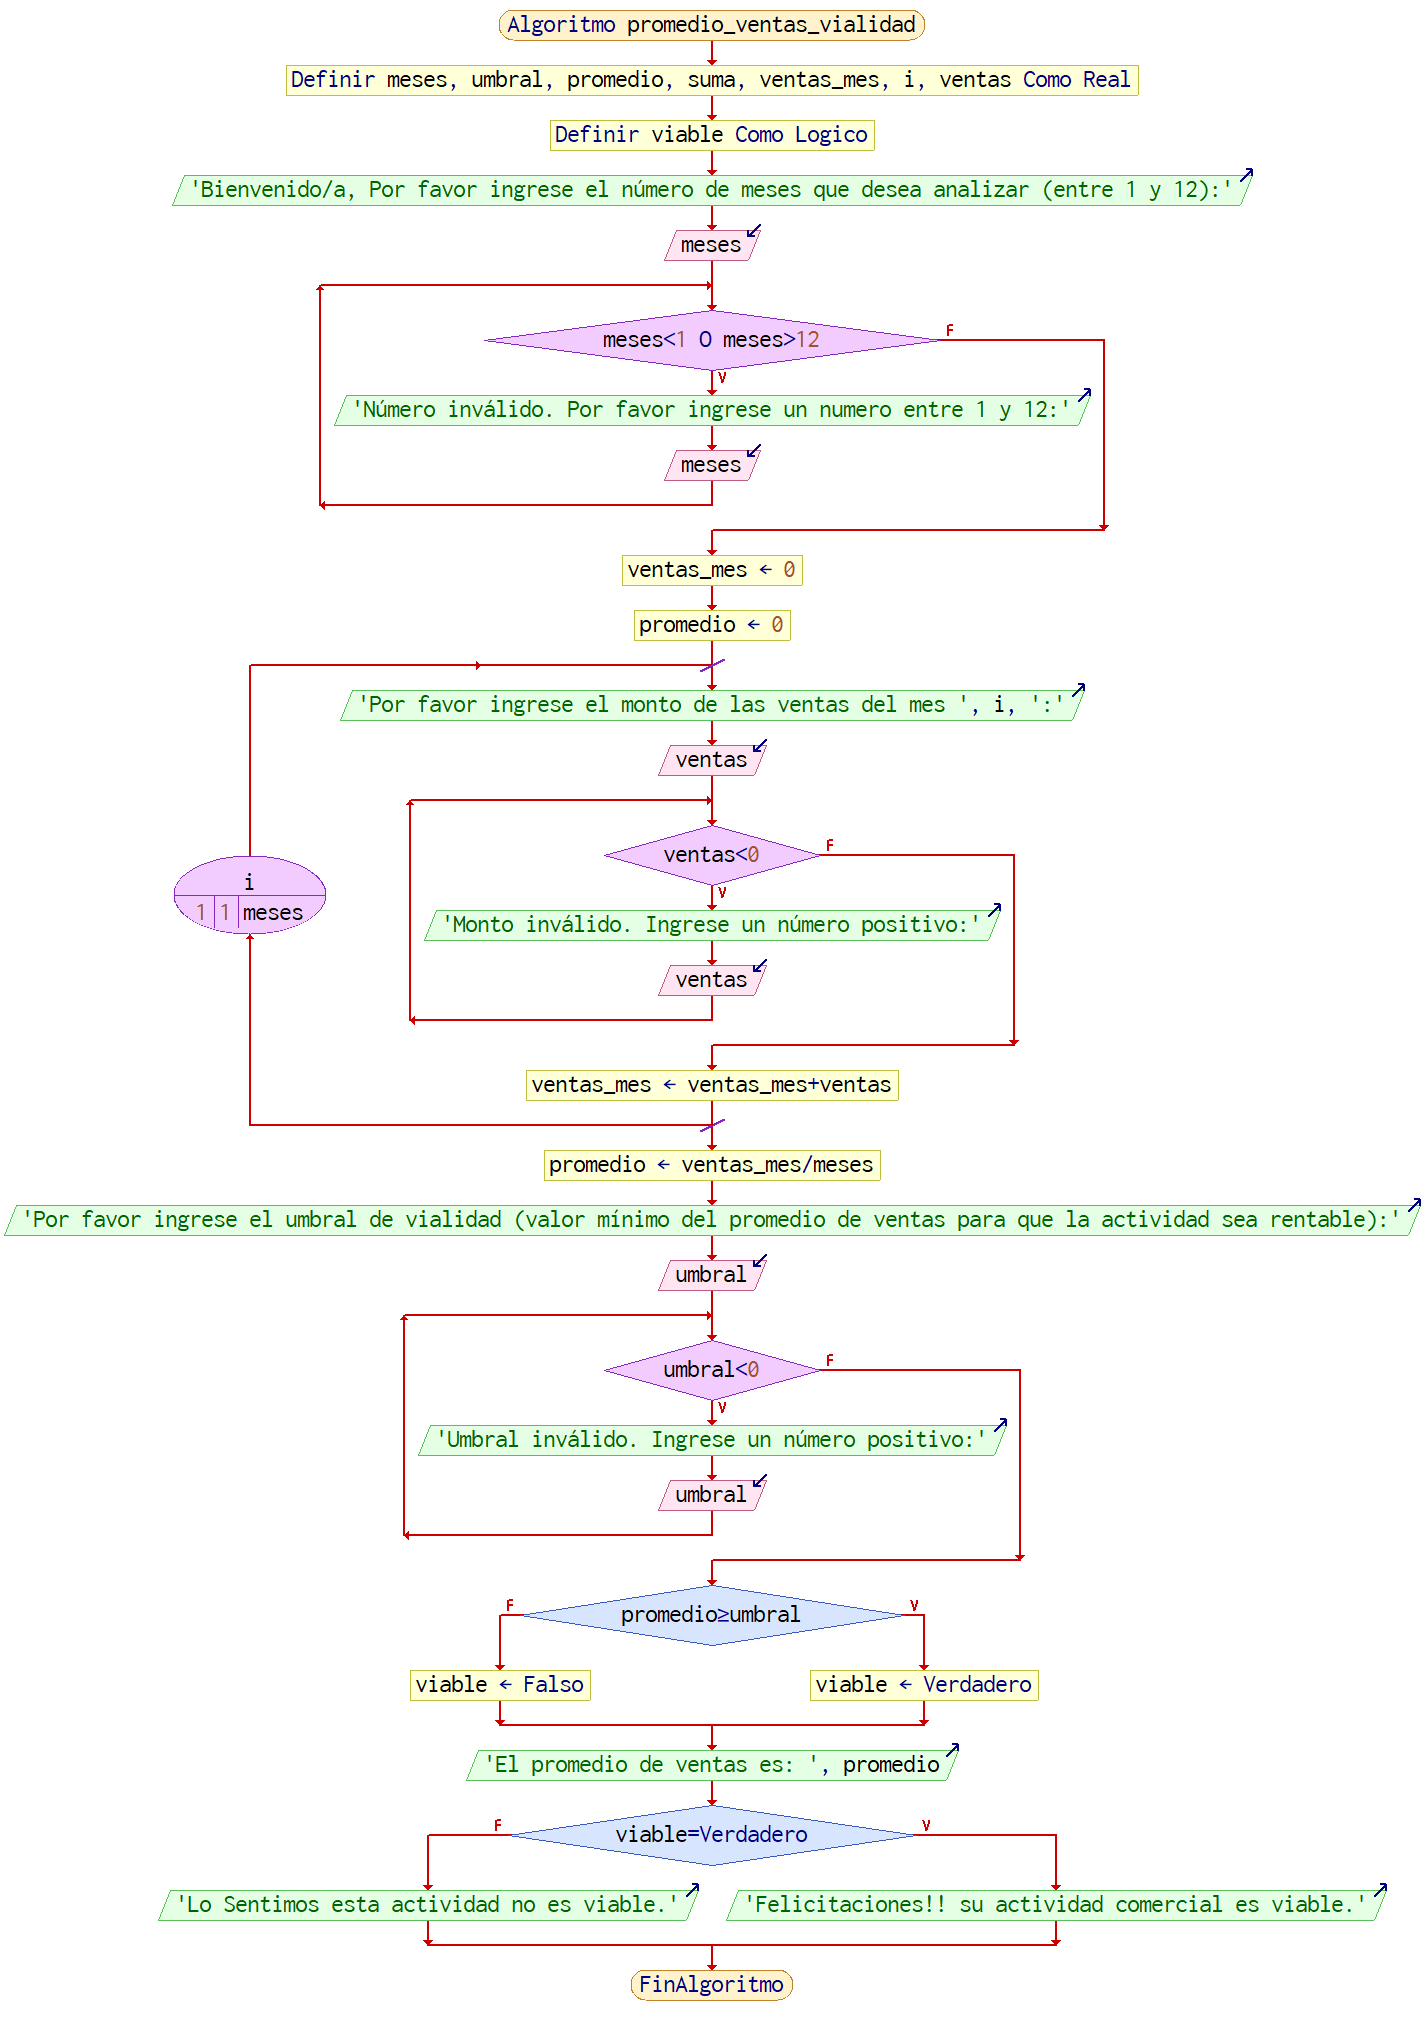 Algoritmo promedio_ventas_vialidad
Definir meses, umbral, promedio, suma, ventas_mes, i, ventas Como Real
Definir viable Como Logico
'Bienvenido/a, Por favor ingrese el número de meses que desea analizar (entre 1 y 12):'
meses
meses<1 O meses>12
F
V
'Número inválido. Por favor ingrese un numero entre 1 y 12:'
meses
ventas_mes ← 0
promedio ← 0
'Por favor ingrese el monto de las ventas del mes ', i, ':'
ventas
i
1 1 meses
ventas<0
F
V
'Monto inválido. Ingrese un número positivo:'
ventas
ventas_mes ← ventas_mes+ventas
promedio ← ventas_mes/meses
'Por favor ingrese el umbral de vialidad (valor mínimo del promedio de ventas para que la actividad sea rentable):'
umbral
umbral<0
F
V
'Umbral inválido. Ingrese un número positivo:'
umbral
F
promedio≥umbral
V
viable ← Falso
viable ← Verdadero
'El promedio de ventas es: ', promedio
F
viable=Verdadero
V
'Lo Sentimos esta actividad no es viable.'
'Felicitaciones!! su actividad comercial es viable.'
FinAlgoritmo